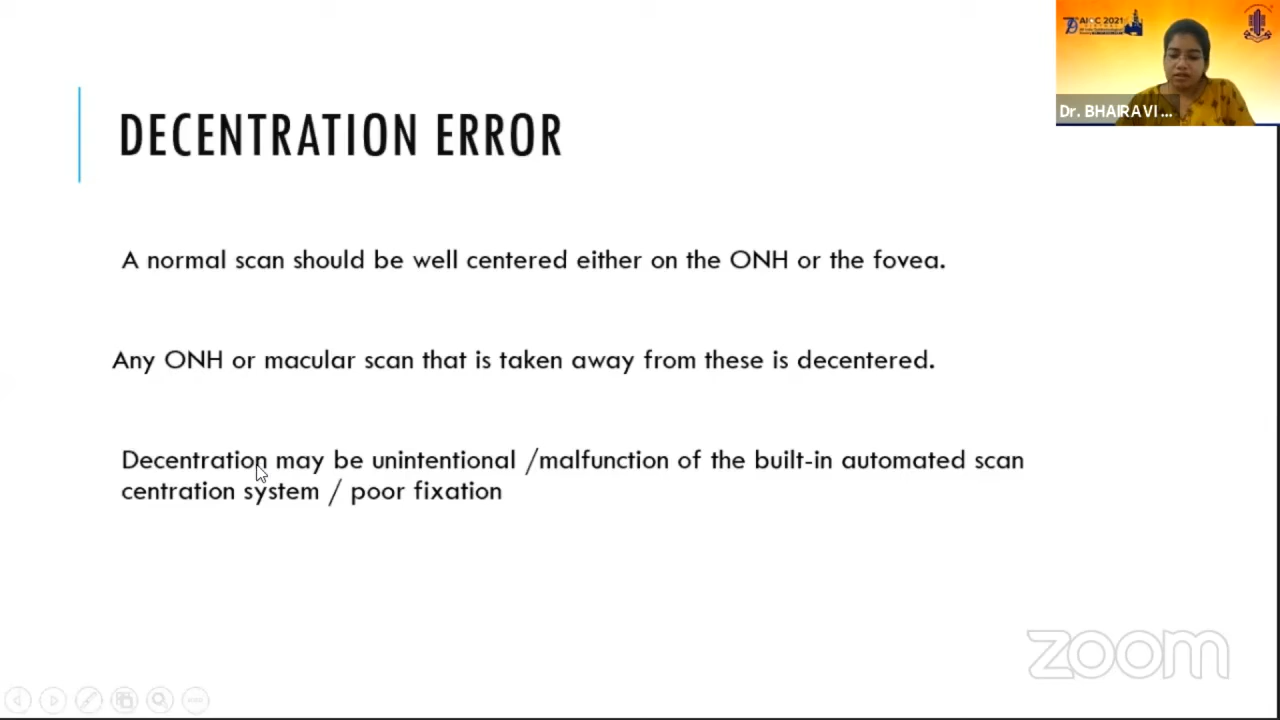 AIOC 2021
Dr. BHAIRAVI ...
DECENTRATION ERROR
A normal scan should be well centered either on the ONH or the fovea.
Any ONH or macular scan that is taken away from these is decentered.
Decentration may be unintentional /malfunction of the built-in automated scan
centration system / poor fixation
zoom